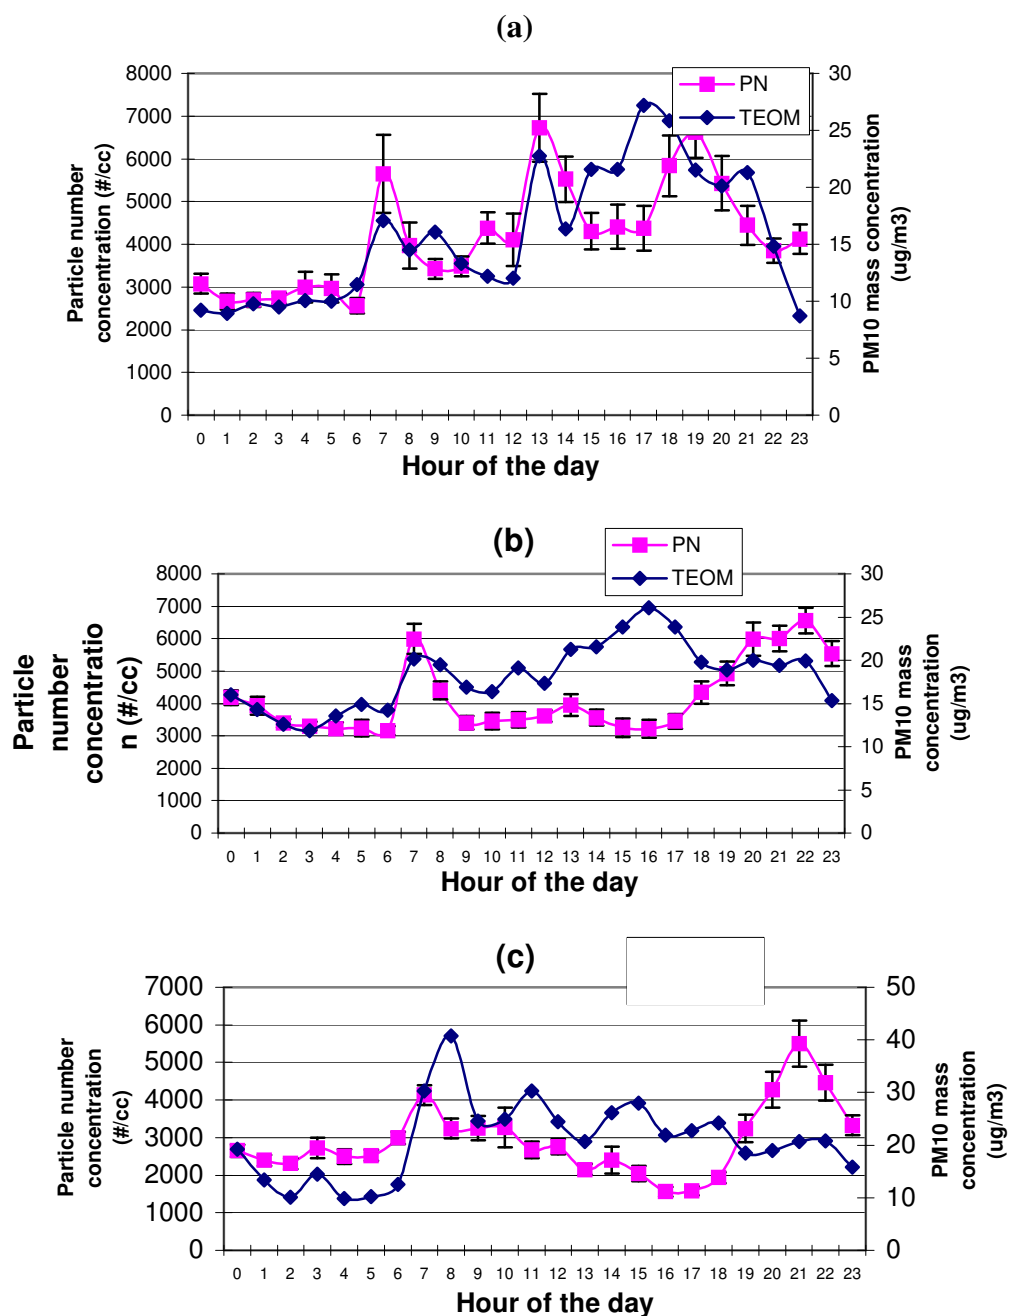 (a)
PN
TEOM
8000
7000
6000
5000
4000
3000
2000
1000
0
Particle number
concentration (#/cc)
30
25
20
15
10
5
0
PM10 mass concentration
(ug/m3)
0 1 2 3 4 5 6 7 8 9 10 11 12 13 14 15 16 17 18 19 20 21 22 23
Hour of the day
(b)
PN
TEOM
8000
7000
6000
5000
4000
3000
2000
1000
0
Particle
number
concentratio
n (#/cc)
30
25
20
15
10
5
0
PM10 mass
concentration
(ug/m3)
0 1 2 3 4 5 6 7 8 9 10 11 12 13 14 15 16 17 18 19 20 21 22 23
Hour of the day
(c)
7000
6000
5000
4000
3000
2000
1000
0
Particle number
concentration
(#/cc)
50
40
30
20
10
0
PM10 mass
concentration
(ug/m3)
0 1 2 3 4 5 6 7 8 9 10 11 12 13 14 15 16 17 18 19 20 21 22 23
Hour of the day